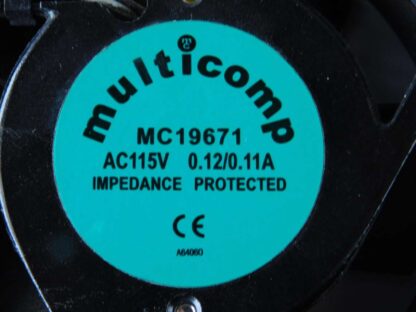 multicomp
MC19671
AC115V 0.12/0.11A
IMPEDANCE PROTECTED
CE
A64060